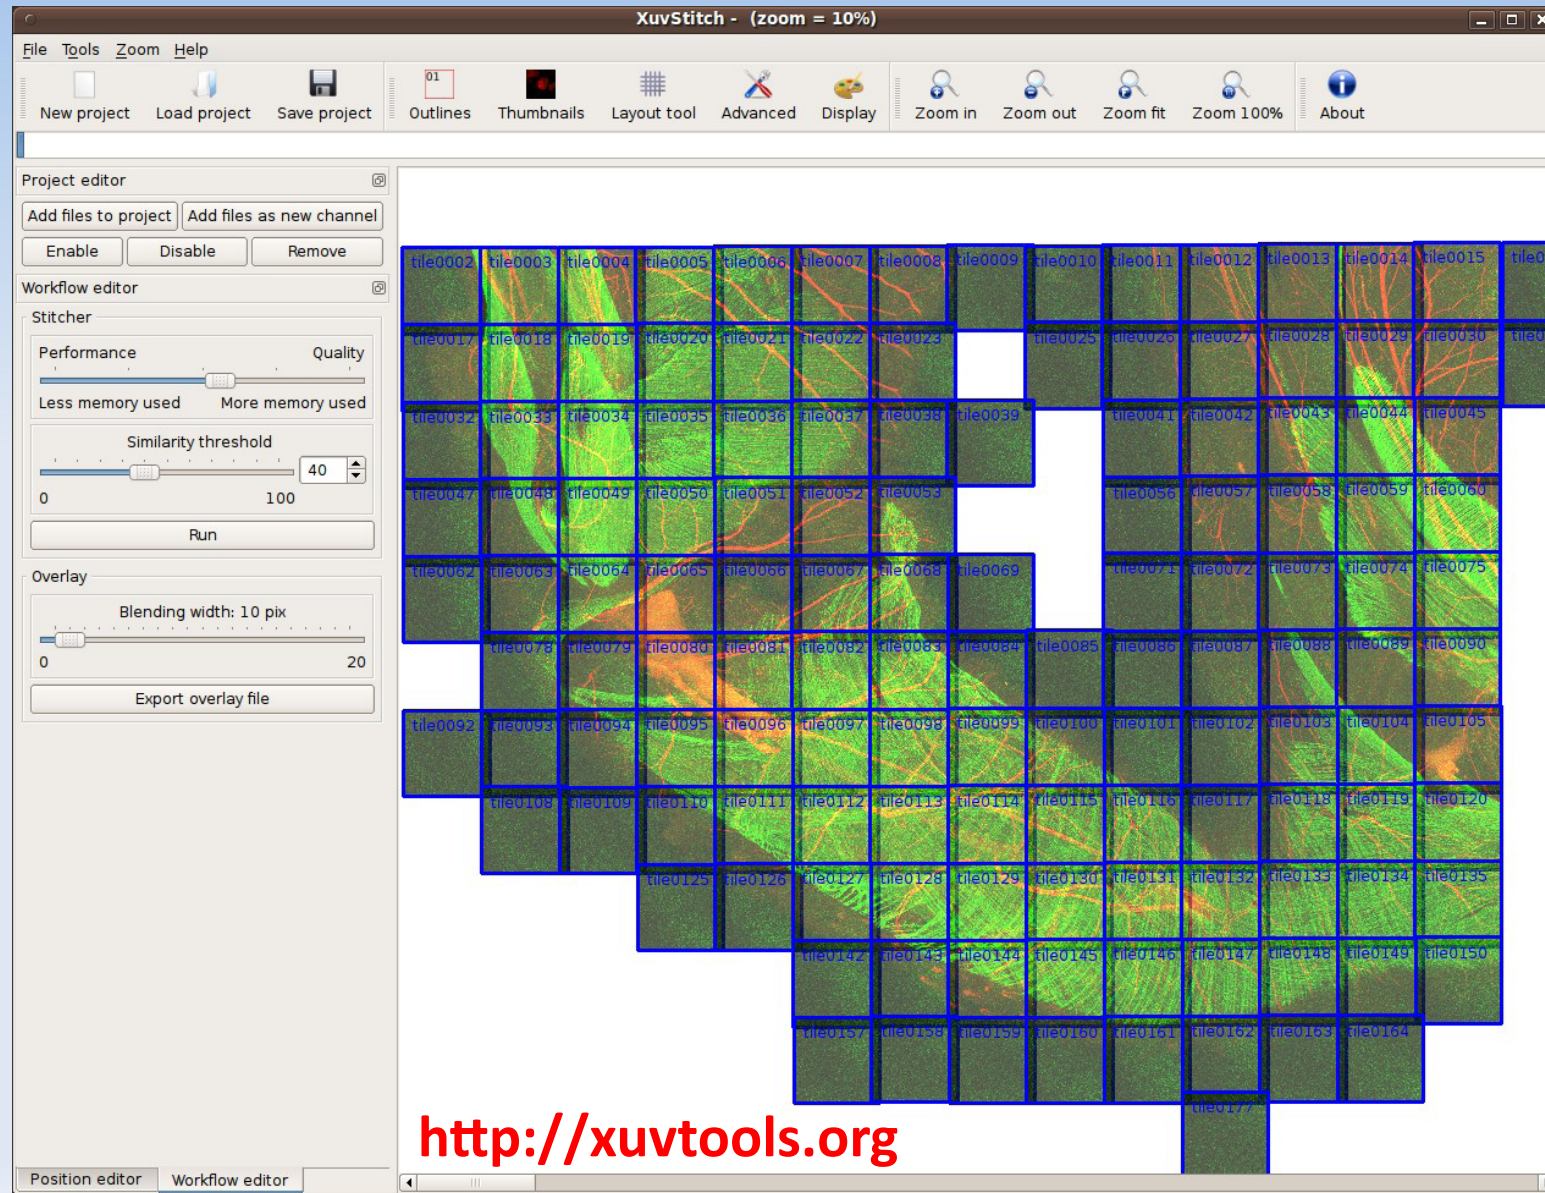 XuvStitch - (zoom = 10%)
File Tools Zoom Help
New project Load project Save project Outlines Thumbnails Layout tool Advanced Display Zoom in Zoom out Zoom fit Zoom 100% About
01
Project editor
Add files to project Add files as new channel
Enable Disable Remove
Workflow editor
Stitcher
Performance Quality
Less memory used More memory used
Similarity threshold
40
0 100
Run
Overlay
Blending width: 10 pix
0 20
Export overlay file
Position editor Workflow editor
tile0002 tile0003 tile0004 tile0005 tile0006 tile0007 tile0008 tile0009 tile0010 tile0011 tile0012 tile0013 tile0014 tile0015
tile0017 tile0018 tile0019 tile0020 tile0021 tile0022 tile0023 tile0025 tile0026 tile0027 tile0028 tile0029 tile0030
tile0032 tile0033 tile0034 tile0035 tile0036 tile0037 tile0038 tile0039 tile0041 tile0042 tile0043 tile0044 tile0045
tile0047 tile0048 tile0049 tile0050 tile0051 tile0052 tile0053 tile0056 tile0057 tile0058 tile0059 tile0060
tile0062 tile0063 tile0064 tile0065 tile0066 tile0067 tile0068 tile0069 tile0071 tile0072 tile0073 tile0074 tile0075
tile0078 tile0079 tile0080 tile0081 tile0082 tile0083 tile0084 tile0085 tile0086 tile0087 tile0088 tile0089 tile0090
tile0092 tile0093 tile0094 tile0095 tile0096 tile0097 tile0098 tile0099 tile0100 tile0101 tile0102 tile0103 tile0104 tile0105
tile0108 tile0109 tile0110 tile0111 tile0112 tile0113 tile0114 tile0115 tile0116 tile0117 tile0118 tile0119 tile0120
tile0125 tile0126 tile0127 tile0128 tile0129 tile0130 tile0131 tile0132 tile0133 tile0134 tile0135
tile0142 tile0143 tile0144 tile0145 tile0146 tile0147 tile0148 tile0149 tile0150
tile0157 tile0158 tile0159 tile0160 tile0161 tile0162 tile0163 tile0164
tile0177
http://xuvtools.org